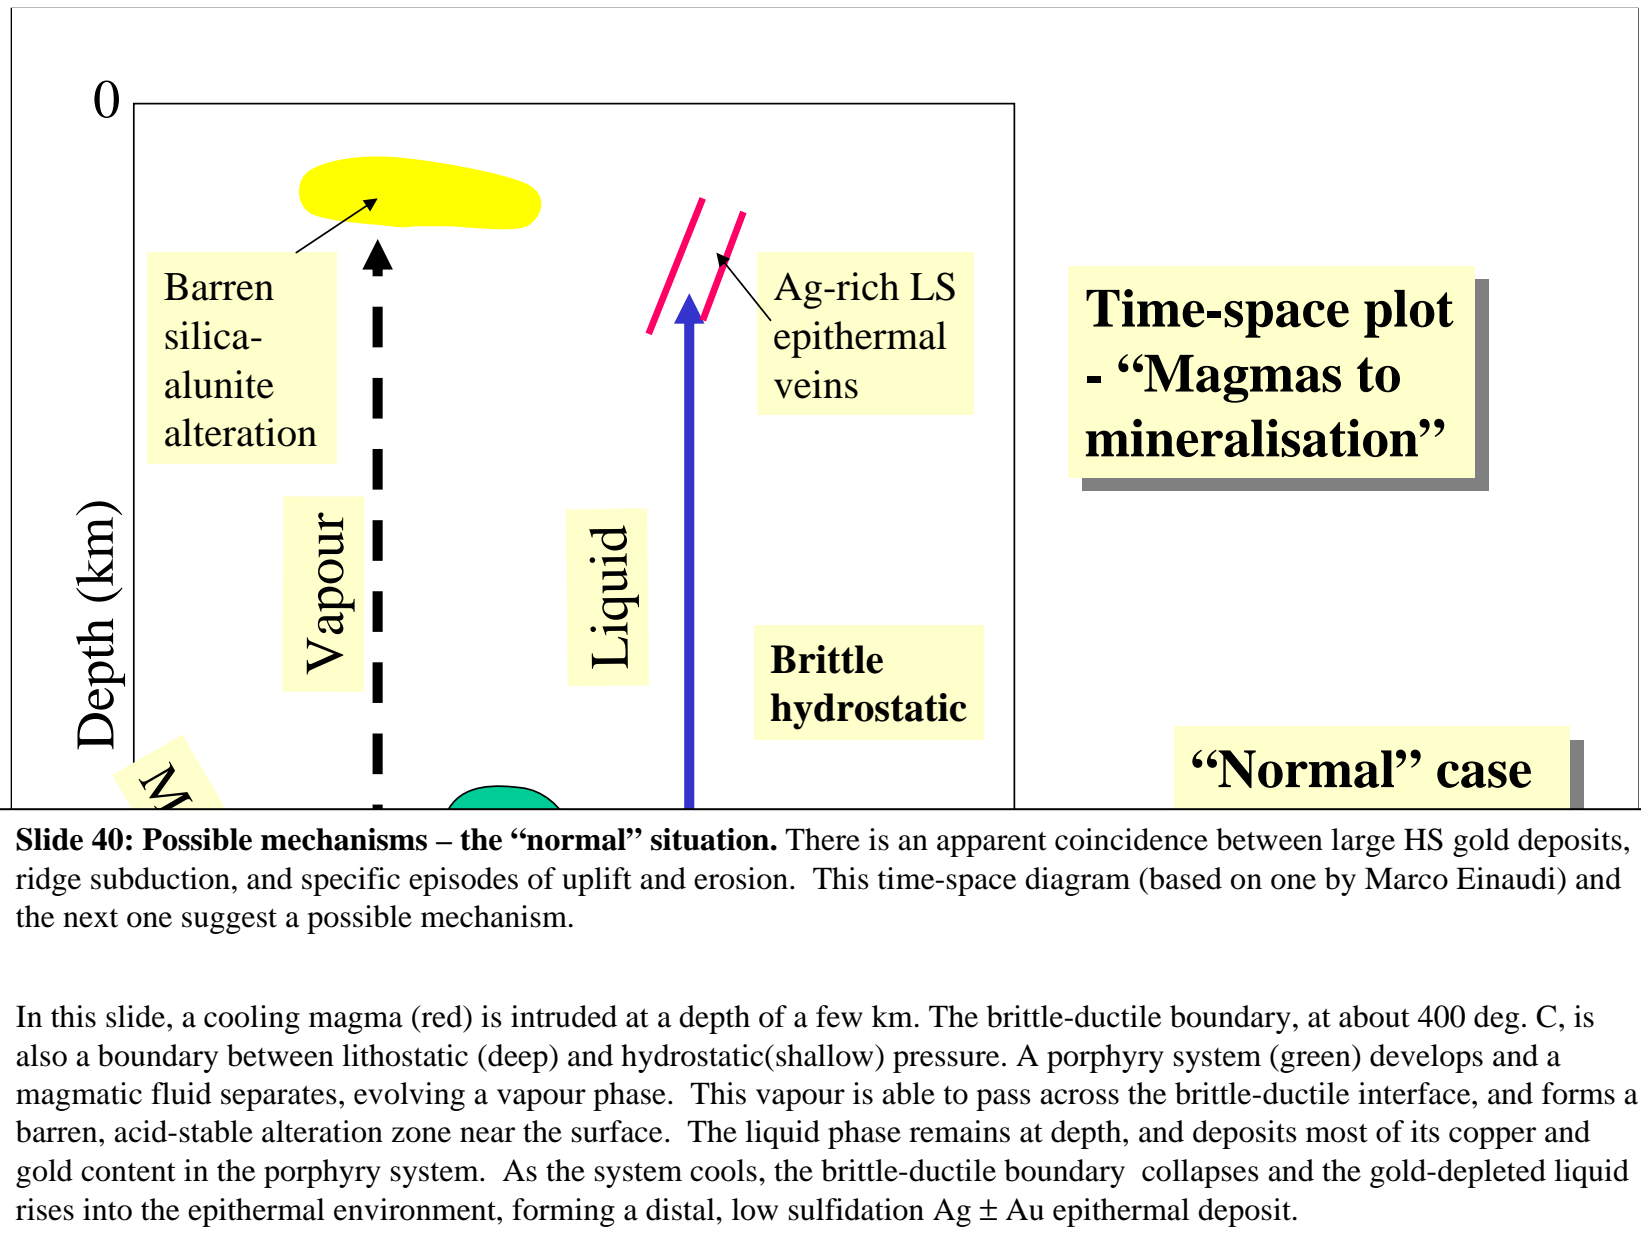 0
Barren
silica-
alunite
alteration
Ag-rich LS
epithermal
veins
Time-space plot
- “Magmas to
mineralisation”
Depth (km)
Vapour
Liquid
Brittle
hydrostatic
“Normal” case
Slide 40: Possible mechanisms – the “normal” situation. There is an apparent coincidence between large HS gold deposits,
ridge subduction, and specific episodes of uplift and erosion.  This time-space diagram (based on one by Marco Einaudi) and
the next one suggest a possible mechanism.
In this slide, a cooling magma (red) is intruded at a depth of a few km. The brittle-ductile boundary, at about 400 deg. C, is
also a boundary between lithostatic (deep) and hydrostatic(shallow) pressure. A porphyry system (green) develops and a
magmatic fluid separates, evolving a vapour phase.  This vapour is able to pass across the brittle-ductile interface, and forms a
barren, acid-stable alteration zone near the surface.  The liquid phase remains at depth, and deposits most of its copper and
gold content in the porphyry system.  As the system cools, the brittle-ductile boundary  collapses and the gold-depleted liquid
rises into the epithermal environment, forming a distal, low sulfidation Ag ± Au epithermal deposit.